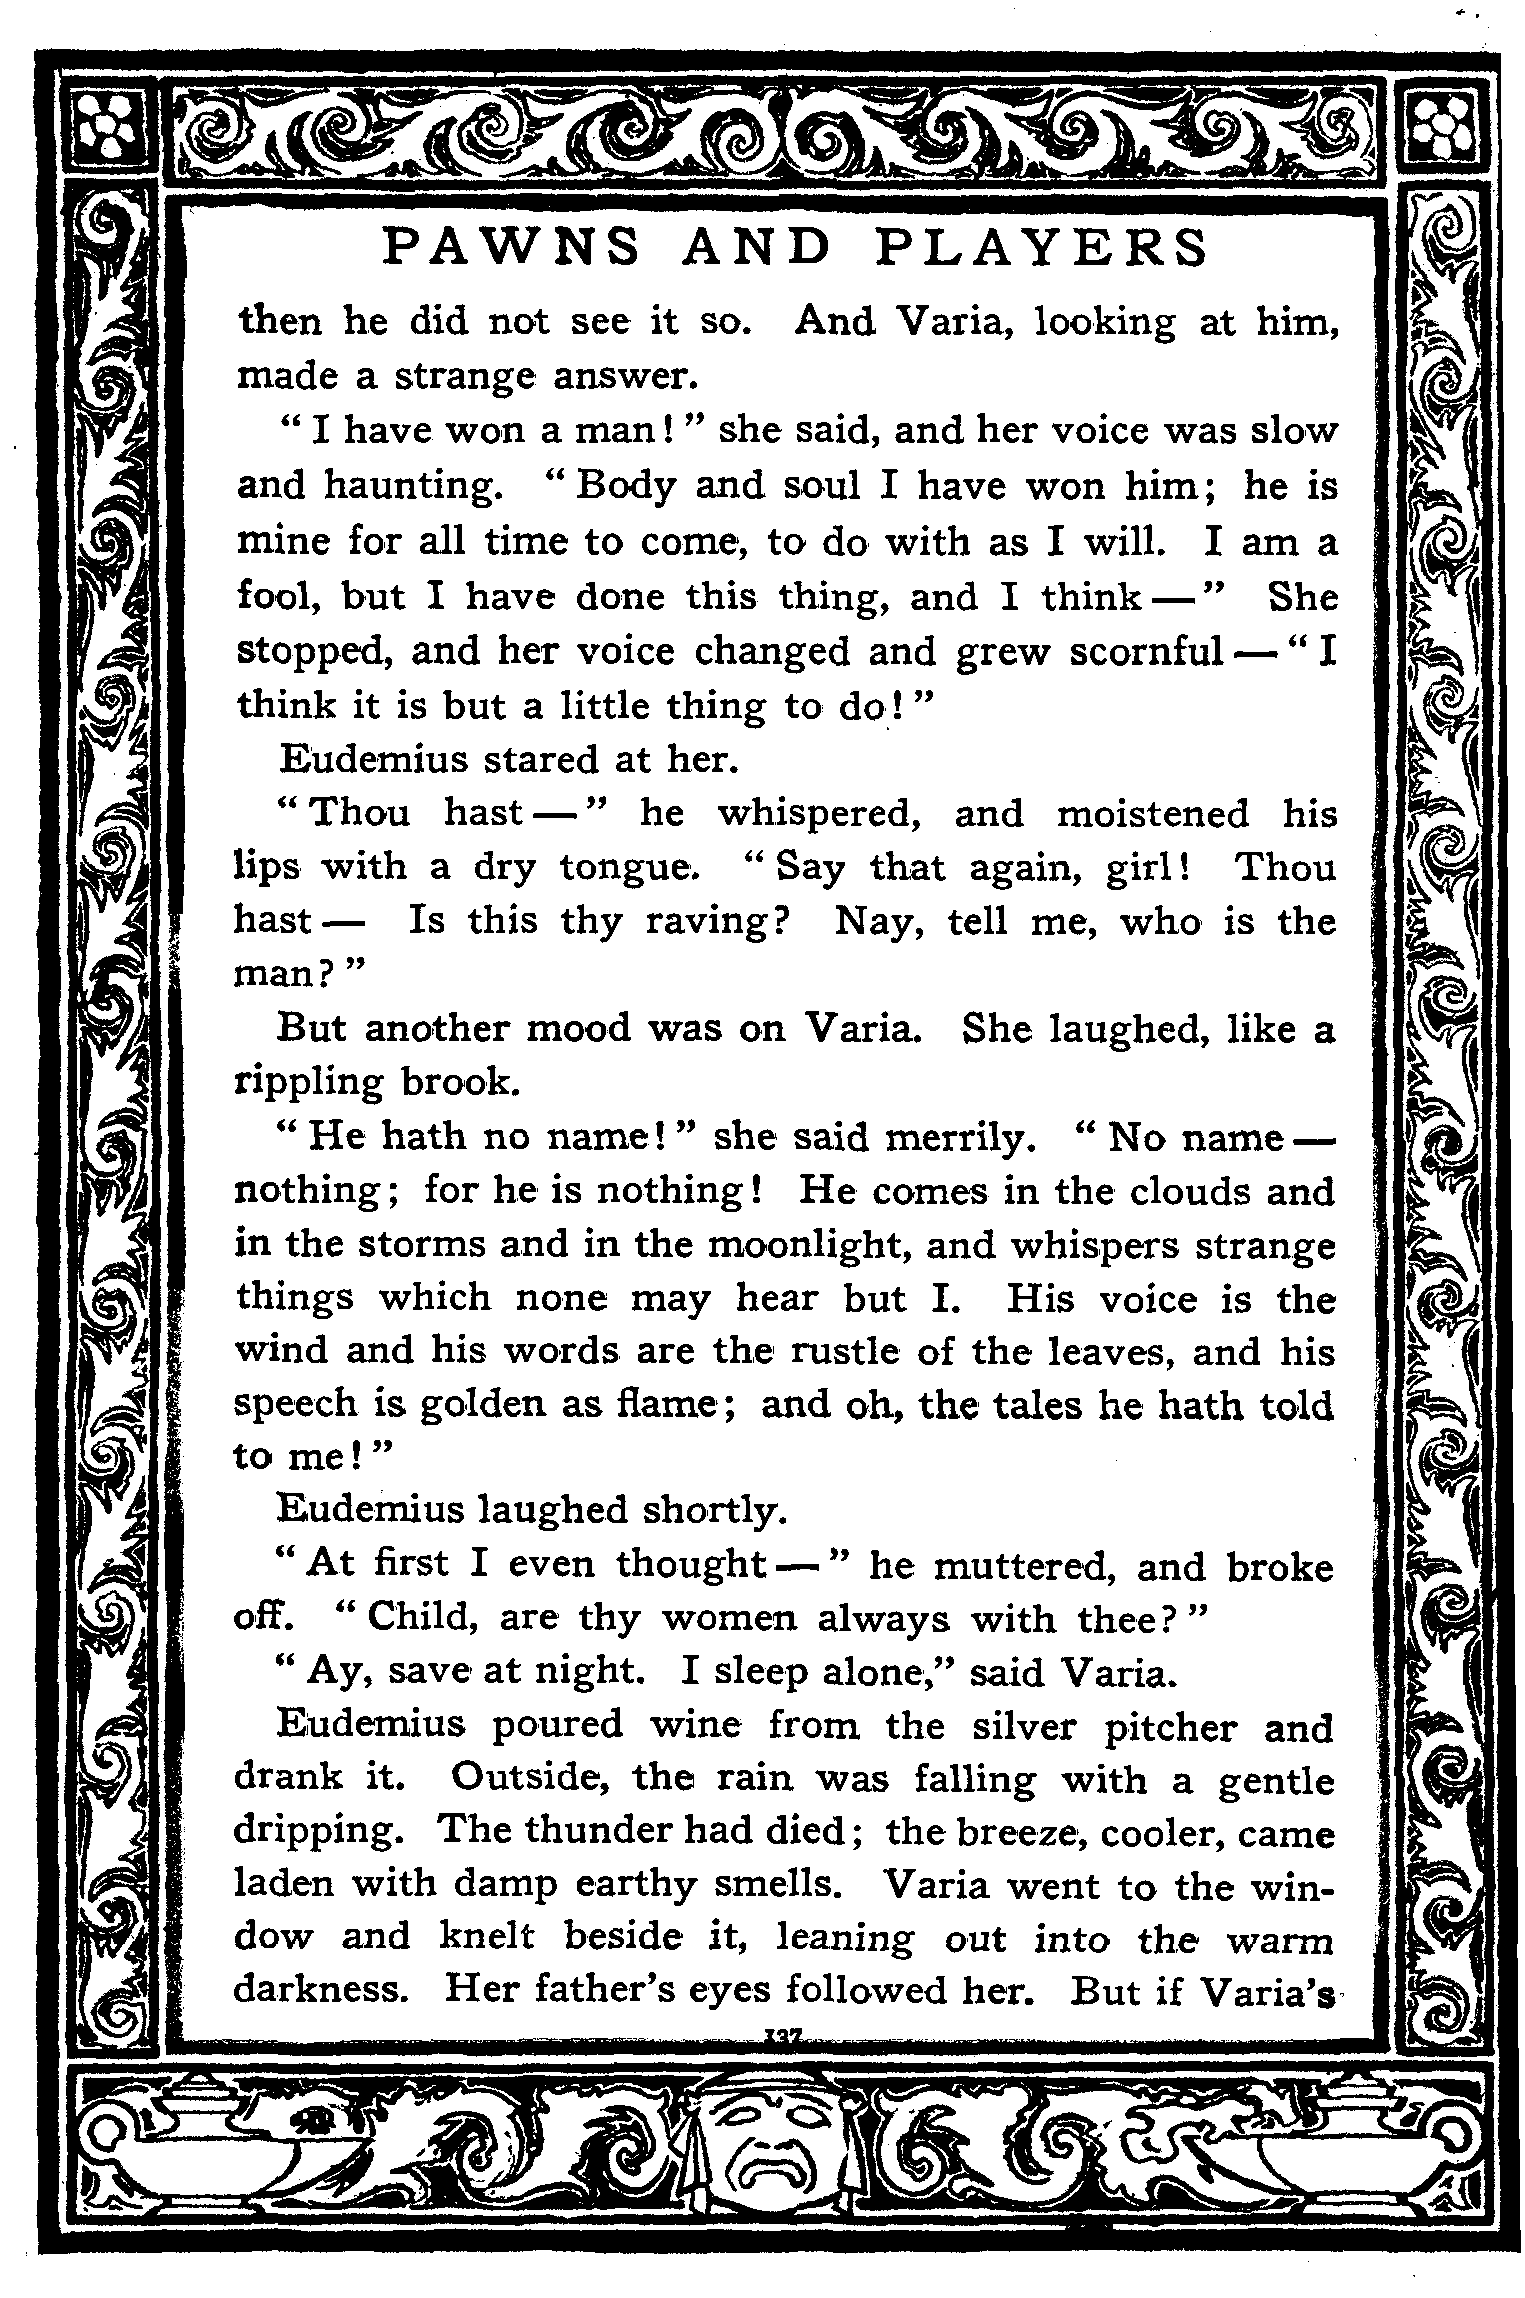 PAWNS AND PLAYERS
then he did not see it so. And Varia, looking at him,
made a strange answer.
“I have won a man!” she said, and her voice was slow
and haunting. “Body and soul I have won him; he is
mine for all time to come, to do with as I will. I am a
fool, but I have done this thing, and I think—” She
stopped, and her voice changed and grew scornful—“I
think it is but a little thing to do!”
Eudemius stared at her.
“Thou hast—” he whispered, and moistened his
lips with a dry tongue. “Say that again, girl! Thou
hast— Is this thy raving? Nay, tell me, who is the
man?”
But another mood was on Varia. She laughed, like a
rippling brook.
“He hath no name!” she said merrily. “No name—
nothing; for he is nothing! He comes in the clouds and
in the storms and in the moonlight, and whispers strange
things which none may hear but I. His voice is the
wind and his words are the rustle of the leaves, and his
speech is golden as flame; and oh, the tales he hath told
to me!”
Eudemius laughed shortly.
“At first I even thought—” he muttered, and broke
off. “Child, are thy women always with thee?”
“Ay, save at night. I sleep alone,” said Varia.
Eudemius poured wine from the silver pitcher and
drank it. Outside, the rain was falling with a gentle
dripping. The thunder had died; the breeze, cooler, came
laden with damp earthy smells. Varia went to the win-
dow and knelt beside it, leaning out into the warm
darkness. Her father’s eyes followed her. But if Varia’s
137